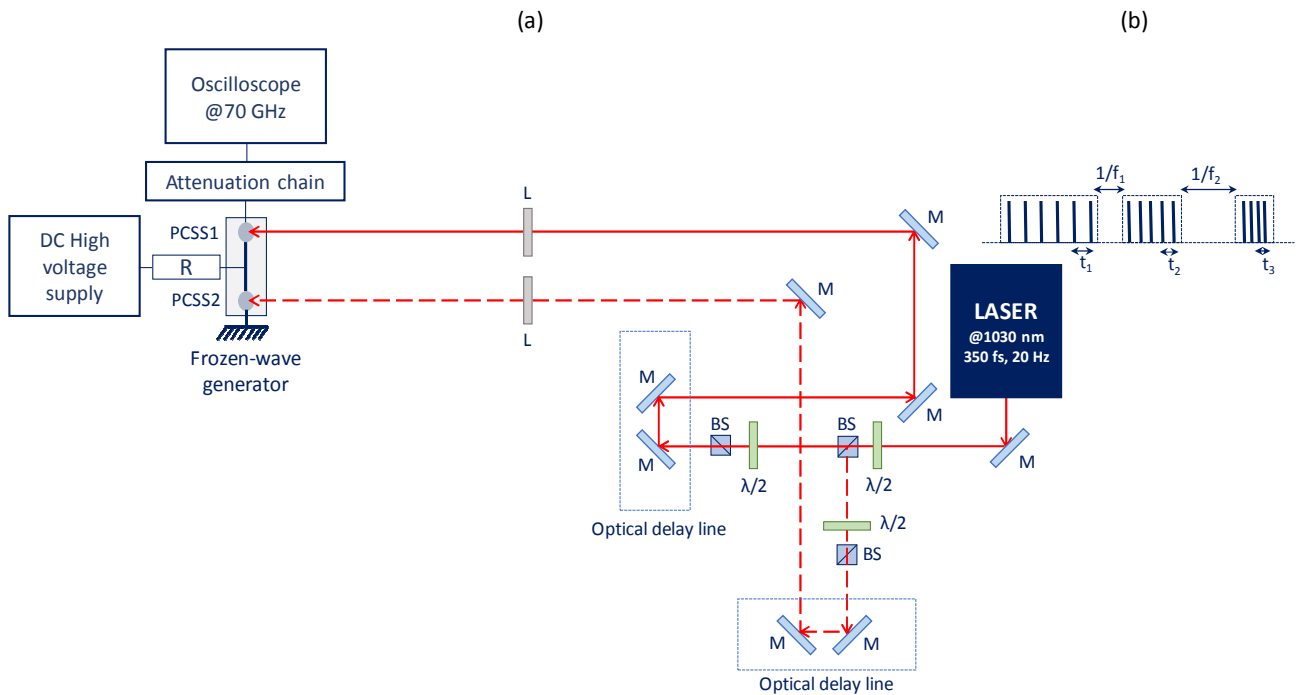 (a)
(b)
Oscilloscope
@70 GHz
Attenuation chain
DC High
voltage
supply
R
PCSS1
PCSS2
Frozen-wave
generator
L
L
M
M
M
M
M
M
M
M
BS
BS
BS
λ/2
λ/2
λ/2
Optical delay line
Optical delay line
LASER
@1030 nm
350 fs, 20 Hz
1/f₁
1/f₂
t₁
t₂
t₃